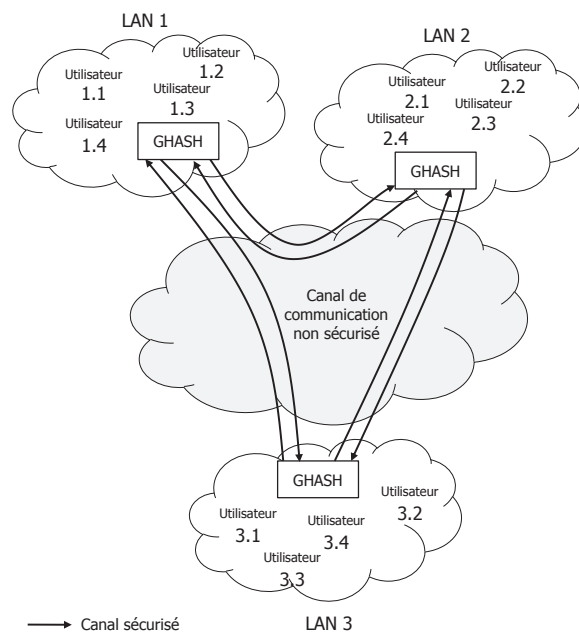 LAN 1
Utilisateur
1.1
Utilisateur
1.2
Utilisateur
1.3
Utilisateur
1.4
GHASH
LAN 2
Utilisateur
2.1
Utilisateur
2.2
Utilisateur
2.3
Utilisateur
2.4
GHASH
Canal de
communication
non sécurisé
GHASH
Utilisateur
3.1
Utilisateur
3.2
Utilisateur
3.4
Utilisateur
3.3
Canal sécurisé
LAN 3